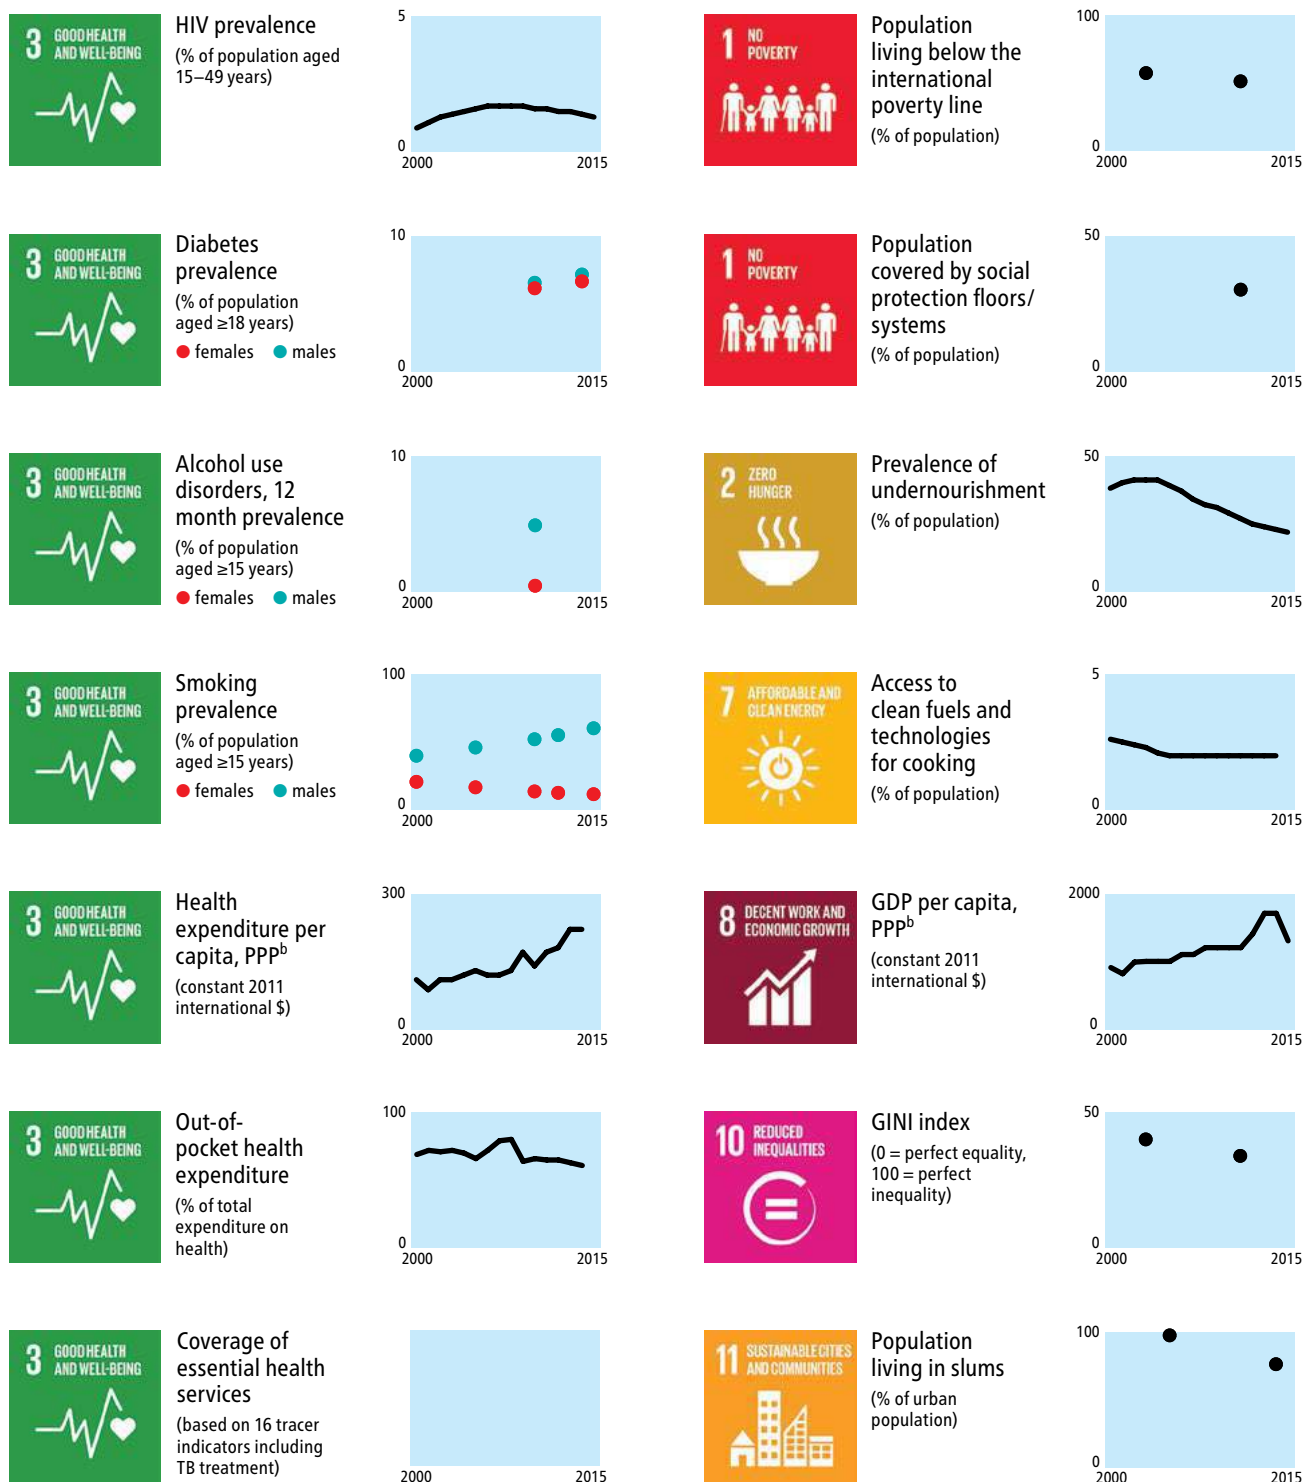 3 GOOD HEALTH
AND WELL-BEING
HIV prevalence
(% of population aged
15–49 years)
5
0
2000 2015
3 GOOD HEALTH
AND WELL-BEING
Diabetes
prevalence
(% of population
aged ≥18 years)
females males
10
0
2000 2015
3 GOOD HEALTH
AND WELL-BEING
Alcohol use
disorders, 12
month prevalence
(% of population
aged ≥15 years)
females males
10
0
2000 2015
3 GOOD HEALTH
AND WELL-BEING
Smoking
prevalence
(% of population
aged ≥15 years)
females males
100
0
2000 2015
3 GOOD HEALTH
AND WELL-BEING
Health
expenditure per
capita, PPPb
(constant 2011
international $)
300
0
2000 2015
3 GOOD HEALTH
AND WELL-BEING
Out-of-
pocket health
expenditure
(% of total
expenditure on
health)
100
0
2000 2015
3 GOOD HEALTH
AND WELL-BEING
Coverage of
essential health
services
(based on 16 tracer
indicators including
TB treatment)
2000 2015
1 NO
POVERTY
Population
living below the
international
poverty line
(% of population)
100
0
2000 2015
1 NO
POVERTY
Population
covered by social
protection floors/
systems
(% of population)
50
0
2000 2015
2 ZERO
HUNGER
Prevalence of
undernourishment
(% of population)
50
0
2000 2015
7 AFFORDABLE AND
CLEAN ENERGY
Access to
clean fuels and
technologies
for cooking
(% of population)
5
0
2000 2015
8 DECENT WORK AND
ECONOMIC GROWTH
GDP per capita,
PPPb
(constant 2011
international $)
2000
0
2000 2015
10 REDUCED
INEQUALITIES
GINI index
(0 = perfect equality,
100 = perfect
inequality)
50
0
2000 2015
11 SUSTAINABLE CITIES
AND COMMUNITIES
Population
living in slums
(% of urban
population)
100
0
2000 2015